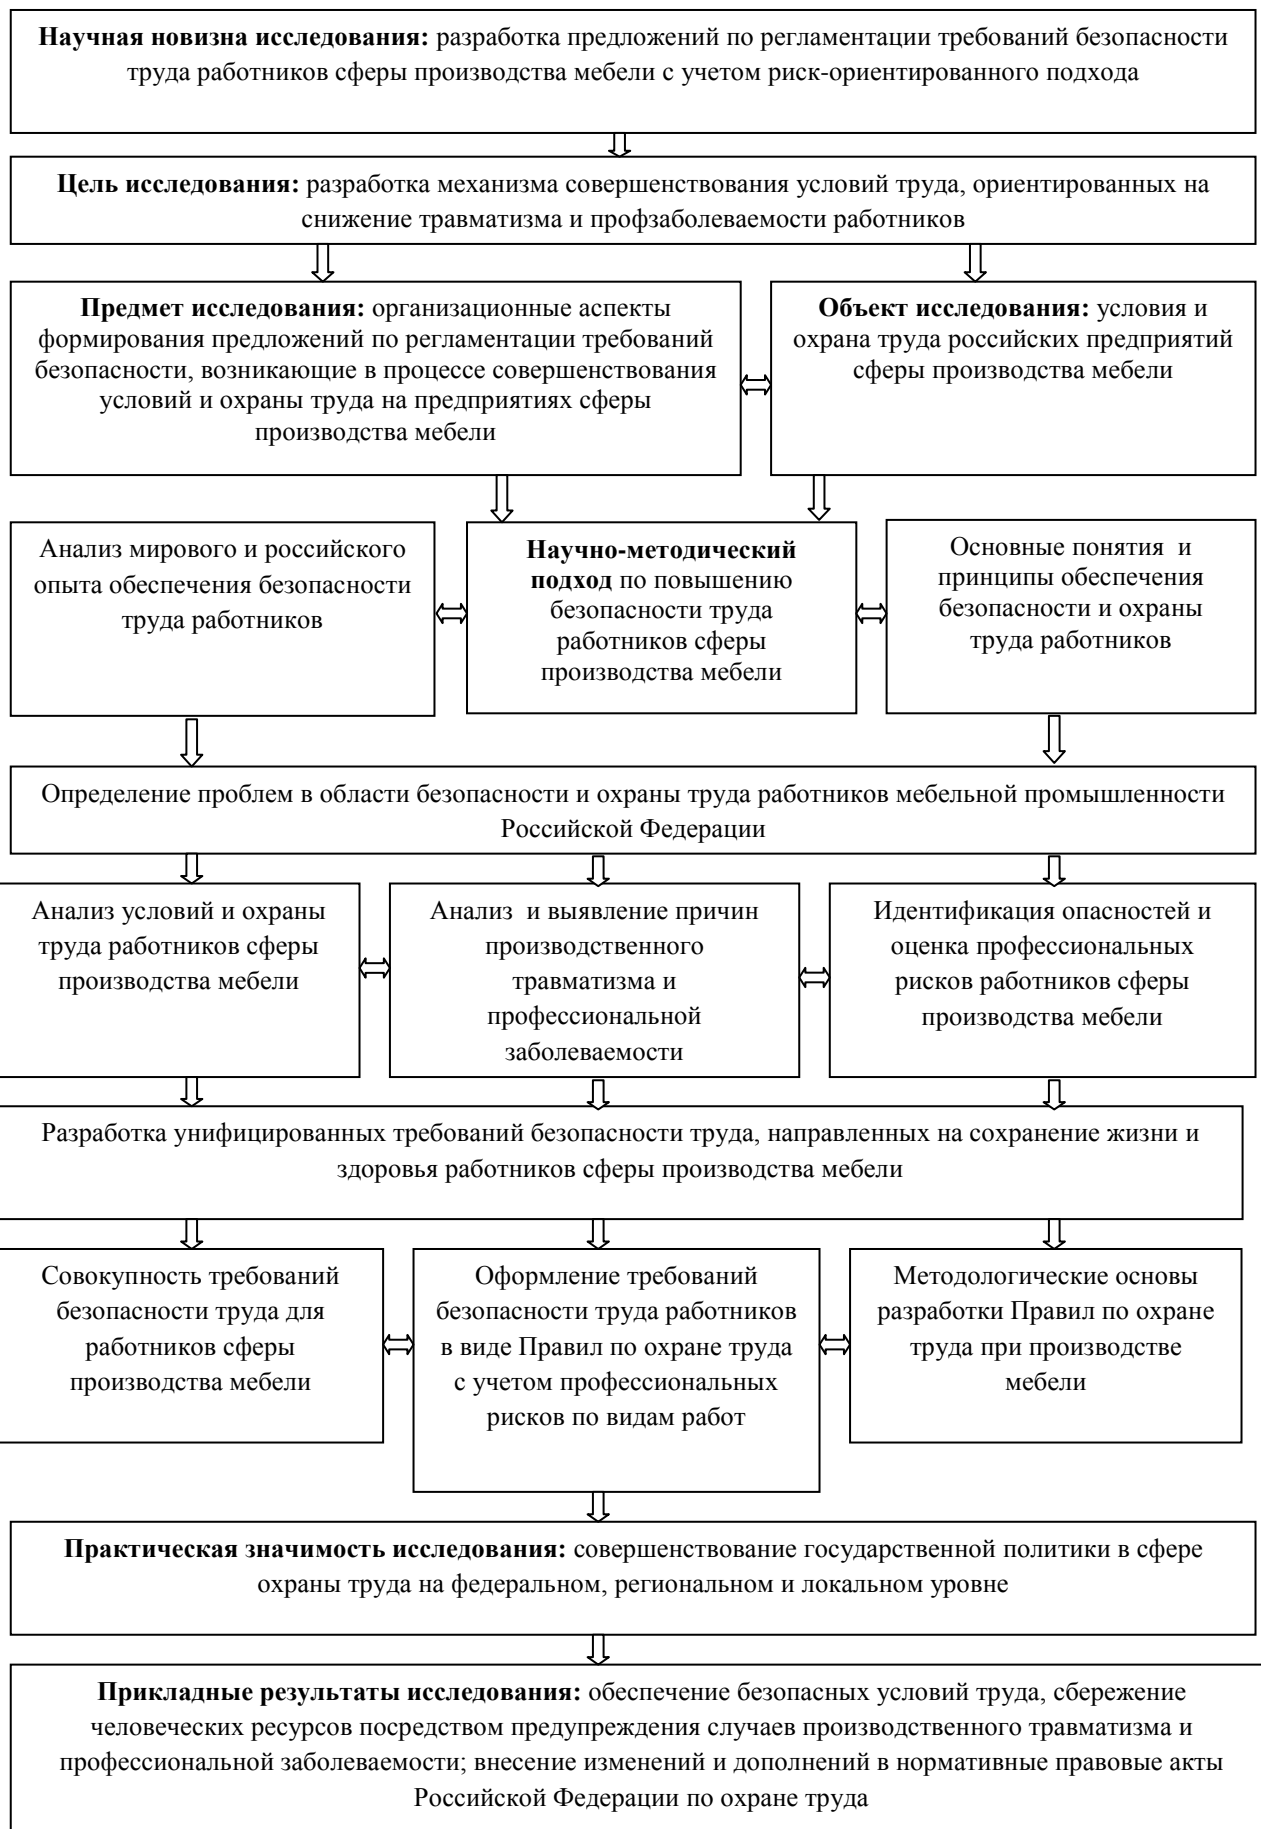 Научная новизна исследования: разработка предложений по регламентации требований безопасности
труда работников сферы производства мебели с учетом риск-ориентированного подхода
Цель исследования: разработка механизма совершенствования условий труда, ориентированных на
снижение травматизма и профзаболеваемости работников
Предмет исследования: организационные аспекты
формирования предложений по регламентации требований
безопасности, возникающие в процессе совершенствования
условий и охраны труда на предприятиях сферы
производства мебели
Объект исследования: условия и
охрана труда российских предприятий
сферы производства мебели
Анализ мирового и российского
опыта обеспечения безопасности
труда работников
Научно-методический
подход по повышению
безопасности труда
работников сферы
производства мебели
Основные понятия и
принципы обеспечения
безопасности и охраны
труда работников
Определение проблем в области безопасности и охраны труда работников мебельной промышленности
Российской Федерации
Анализ условий и охраны
труда работников сферы
производства мебели
Анализ и выявление причин
производственного
травматизма и
профессиональной
заболеваемости
Идентификация опасностей и
оценка профессиональных
рисков работников сферы
производства мебели
Разработка унифицированных требований безопасности труда, направленных на сохранение жизни и
здоровья работников сферы производства мебели
Совокупность требований
безопасности труда для
работников сферы
производства мебели
Оформление требований
безопасности труда работников
в виде Правил по охране труда
с учетом профессиональных
рисков по видам работ
Методологические основы
разработки Правил по охране
труда при производстве
мебели
Практическая значимость исследования: совершенствование государственной политики в сфере
охраны труда на федеральном, региональном и локальном уровне
Прикладные результаты исследования: обеспечение безопасных условий труда, сбережение
человеческих ресурсов посредством предупреждения случаев производственного травматизма и
профессиональной заболеваемости; внесение изменений и дополнений в нормативные правовые акты
Российской Федерации по охране труда